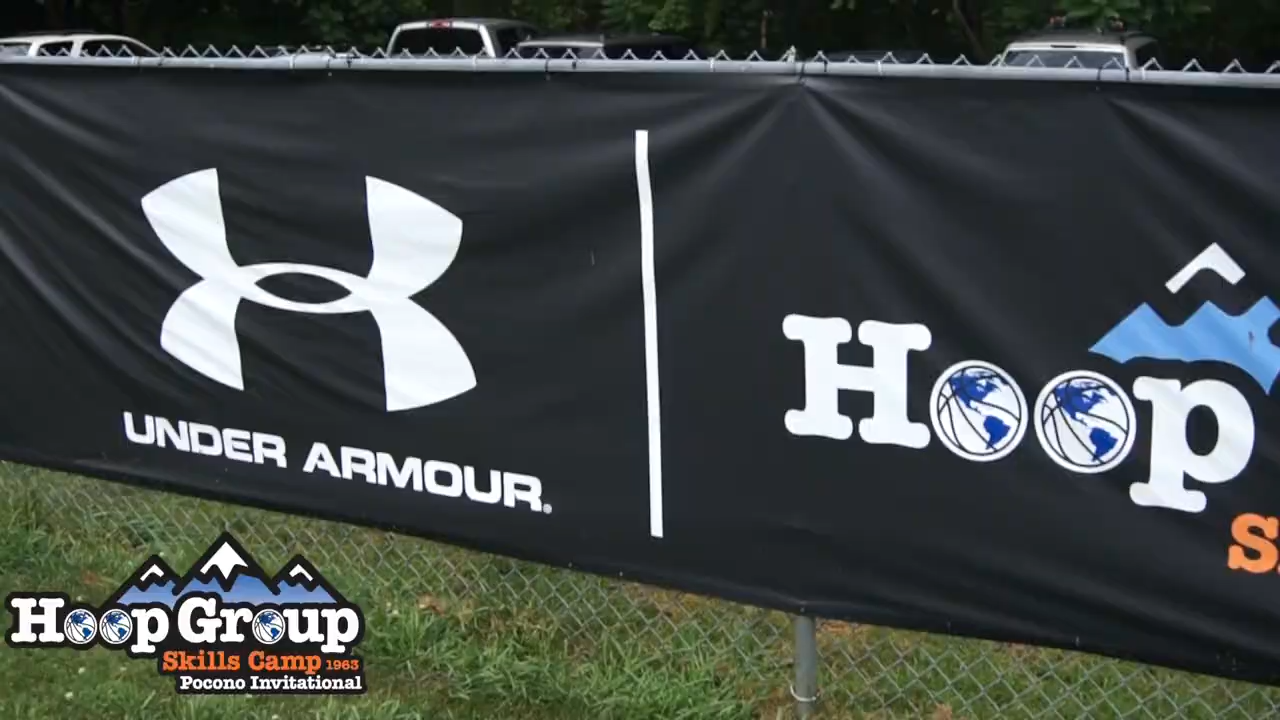 UNDER ARMOUR®
Hoop
S
Hoop Group
Skills Camp 1963
Pocono Invitational